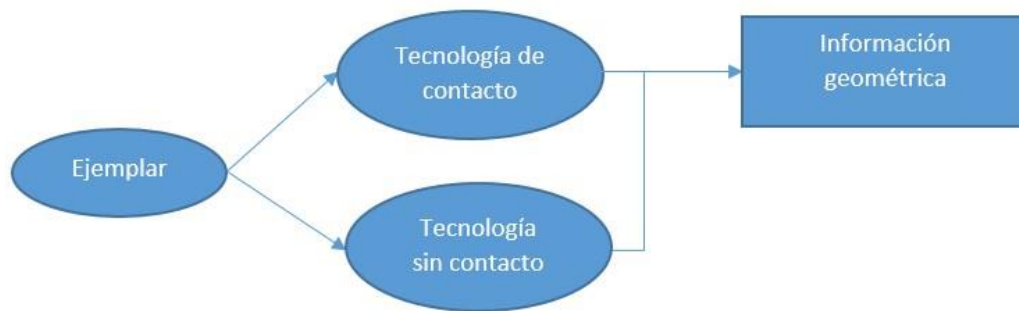 Ejemplar
Tecnología de
contacto
Tecnología
sin contacto
Información
geométrica